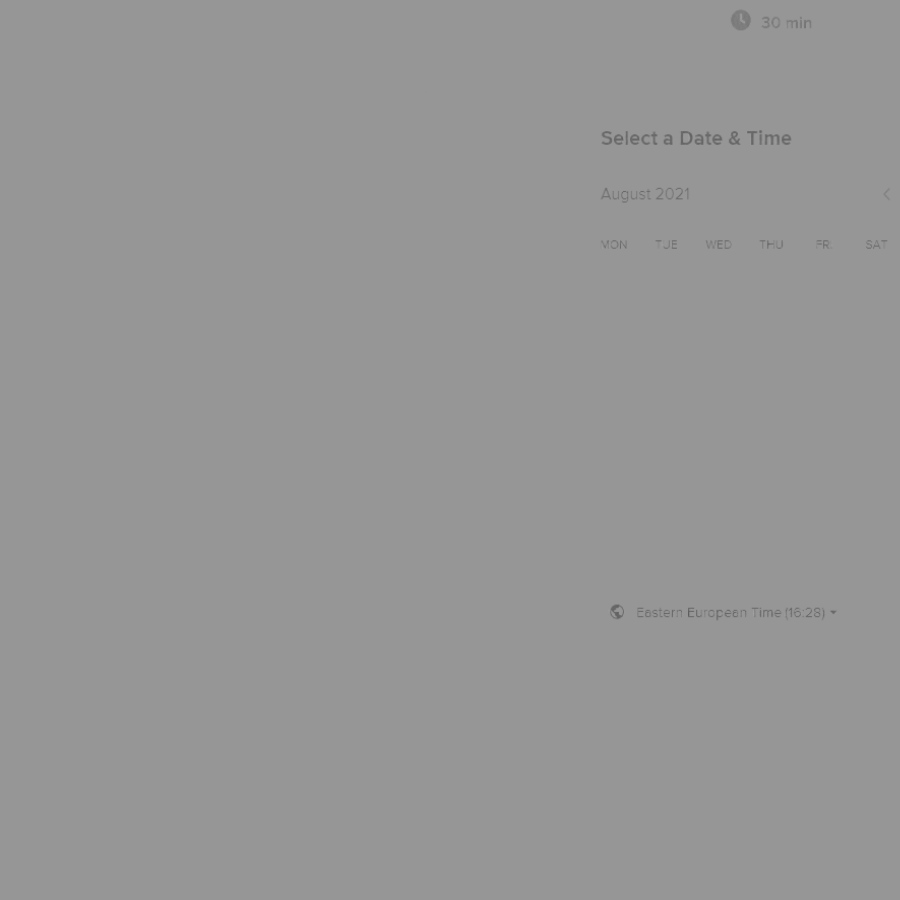 30 min
Select a Date & Time
August 2021
MON TUE WED THU FRI SAT
Eastern European Time (16:28)